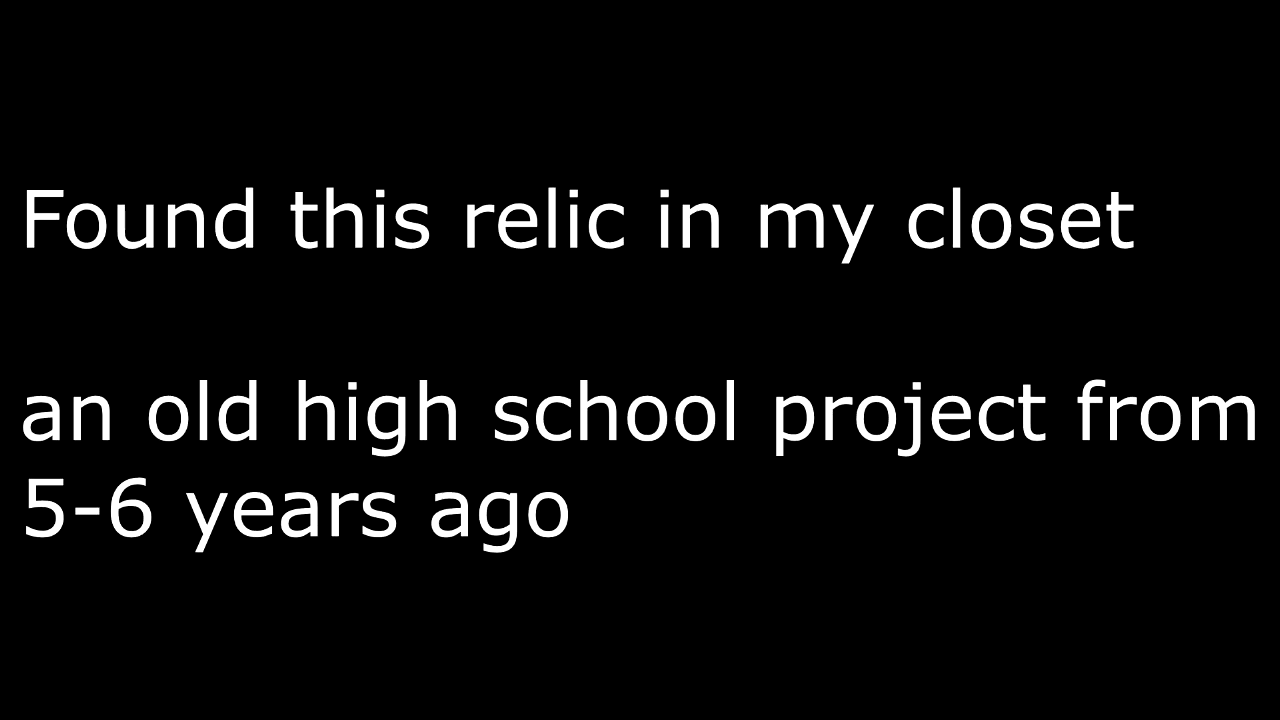 Found this relic in my closet
an old high school project from
5-6 years ago